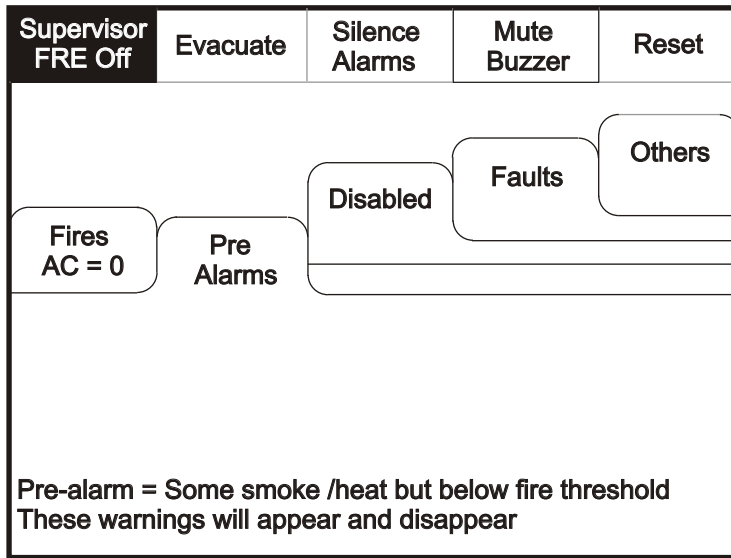 Supervisor
FRE Off
Evacuate
Silence
Alarms
Mute
Buzzer
Reset
Fires
AC = 0
Pre
Alarms
Disabled
Faults
Others
Pre-alarm = Some smoke /heat but below fire threshold
These warnings will appear and disappear